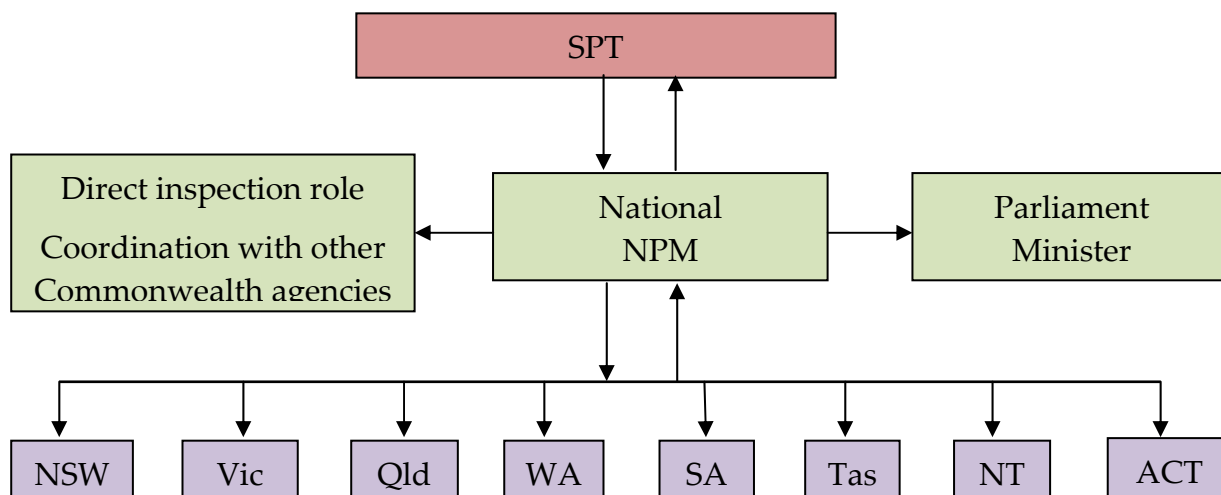 SPT
Direct inspection role
Coordination with other
Commonwealth agencies
National
NPM
Parliament
Minister
NSW
Vic
Qld
WA
SA
Tas
NT
ACT